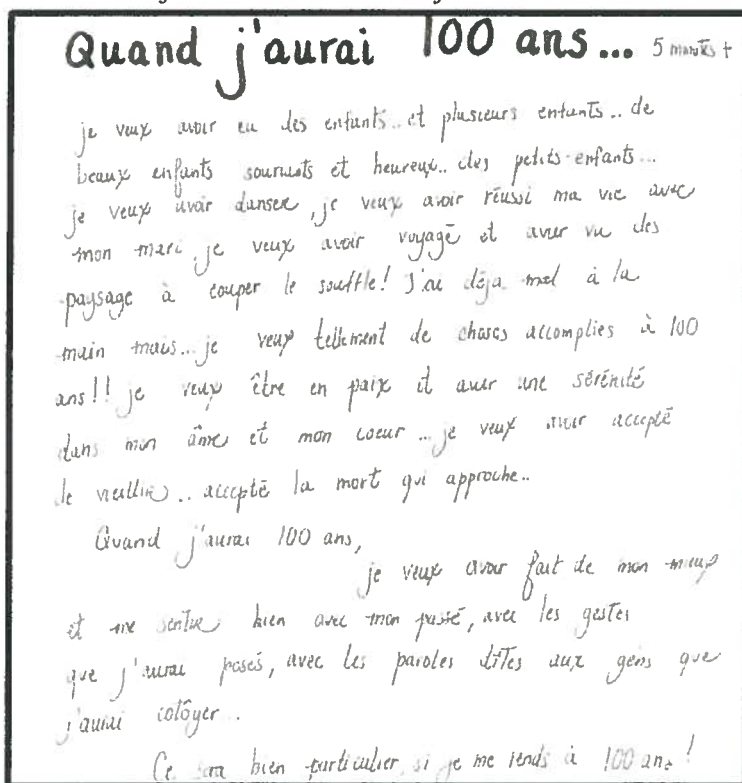 Quand j'aurai 100 ans... 5 minutes +
je veux avoir eu des enfants.. et plusieurs enfants.. de
beaux enfants souriants et heureux.. des petits-enfants...
je veux avoir danser, je veux avoir réussi ma vie avec
mon mari, je veux avoir voyagé et avoir vu des
paysage à couper le souffle! J'ai déjà mal à la
main mais... je veux tellement de choses accomplies à 100
ans!! je veux être en paix et avoir une sérénité
dans mon âme et mon coeur... je veux avoir accepté
de vieillir.. accepté la mort qui approche..
Quand j'aurai 100 ans,
je veux avoir fait de mon mieux
et me sentir bien avec mon passé, avec les gestes
que j'aurai posés, avec les paroles dites aux gens que
j'aurai cotôyer..
Ce sera bien particulier si je me rends à 100 ans!